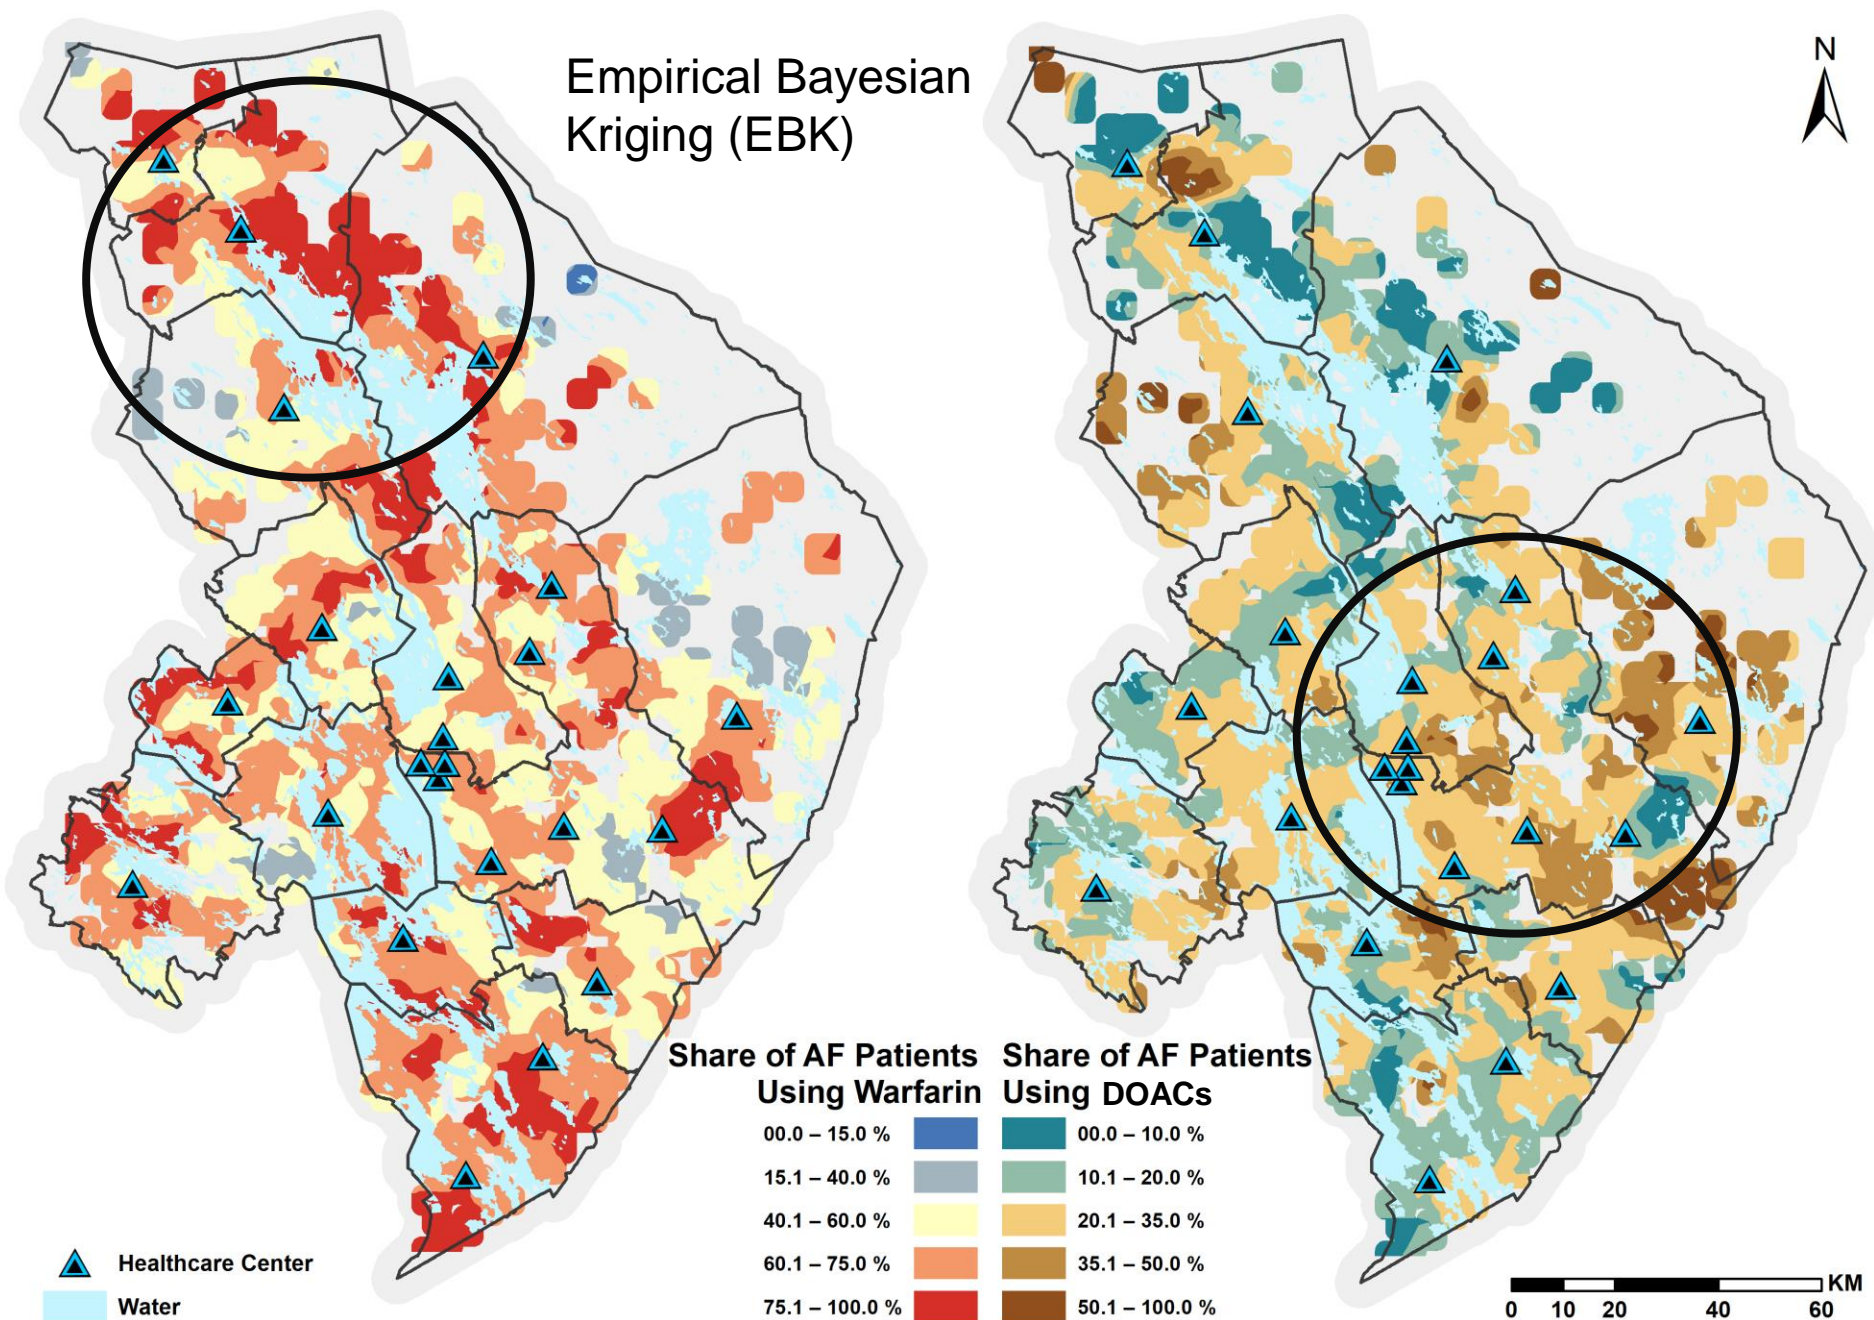 Empirical Bayesian
Kriging (EBK)
N
Share of AF Patients
Using Warfarin
00.0 – 15.0 %
15.1 – 40.0 %
40.1 – 60.0 %
60.1 – 75.0 %
75.1 – 100.0 %
Share of AF Patients
Using DOACs
00.0 – 10.0 %
10.1 – 20.0 %
20.1 – 35.0 %
35.1 – 50.0 %
50.1 – 100.0 %
Healthcare Center
Water
KM
0 10 20 40 60